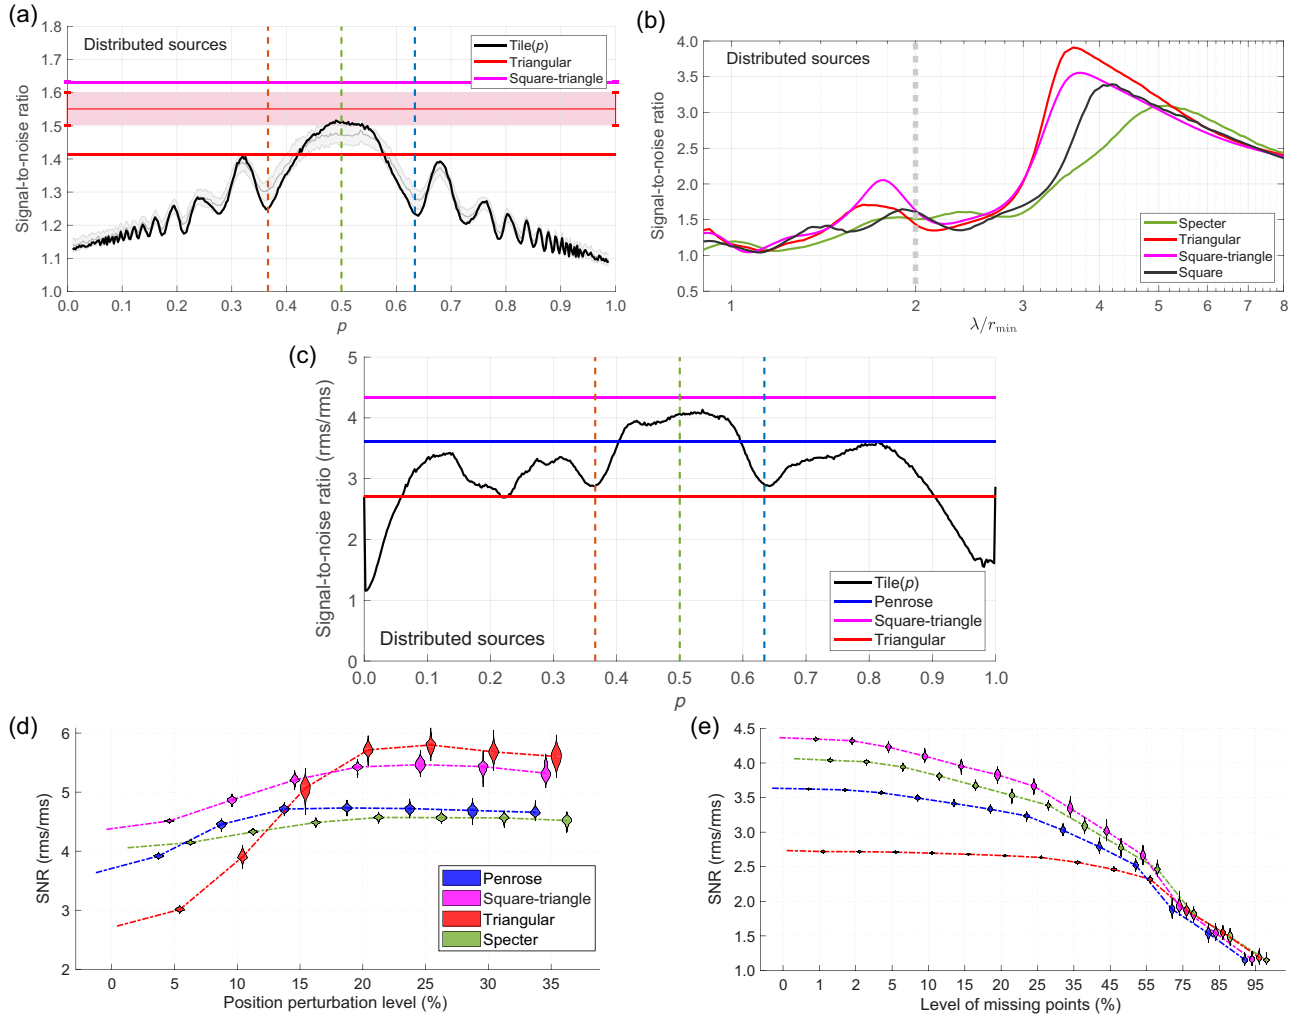 (a)
1.8
1.7
1.6
1.5
1.4
1.3
1.2
1.1
1.0
Signal-to-noise ratio
Distributed sources
Tile(p)
Triangular
Square-triangle
0.0 0.1 0.2 0.3 0.4 0.5 0.6 0.7 0.8 0.9 1.0
p
(b)
4.0
3.5
3.0
2.5
2.0
1.5
1.0
0.5
Signal-to-noise ratio
Distributed sources
Specter
Triangular
Square-triangle
Square
1 2 3 4 5 6 7 8
λ/r_min
(c)
5
4
3
2
1
0
Signal-to-noise ratio (rms/rms)
Distributed sources
Tile(p)
Penrose
Square-triangle
Triangular
0.0 0.1 0.2 0.3 0.4 0.5 0.6 0.7 0.8 0.9 1.0
p
(d)
6
5
4
3
2
SNR (rms/rms)
Penrose
Square-triangle
Triangular
Specter
0 5 10 15 20 25 30 35
Position perturbation level (%)
(e)
4.5
4.0
3.5
3.0
2.5
2.0
1.5
1.0
SNR (rms/rms)
0 1 2 5 10 15 25 35 45 55 75 85 95
Level of missing points (%)